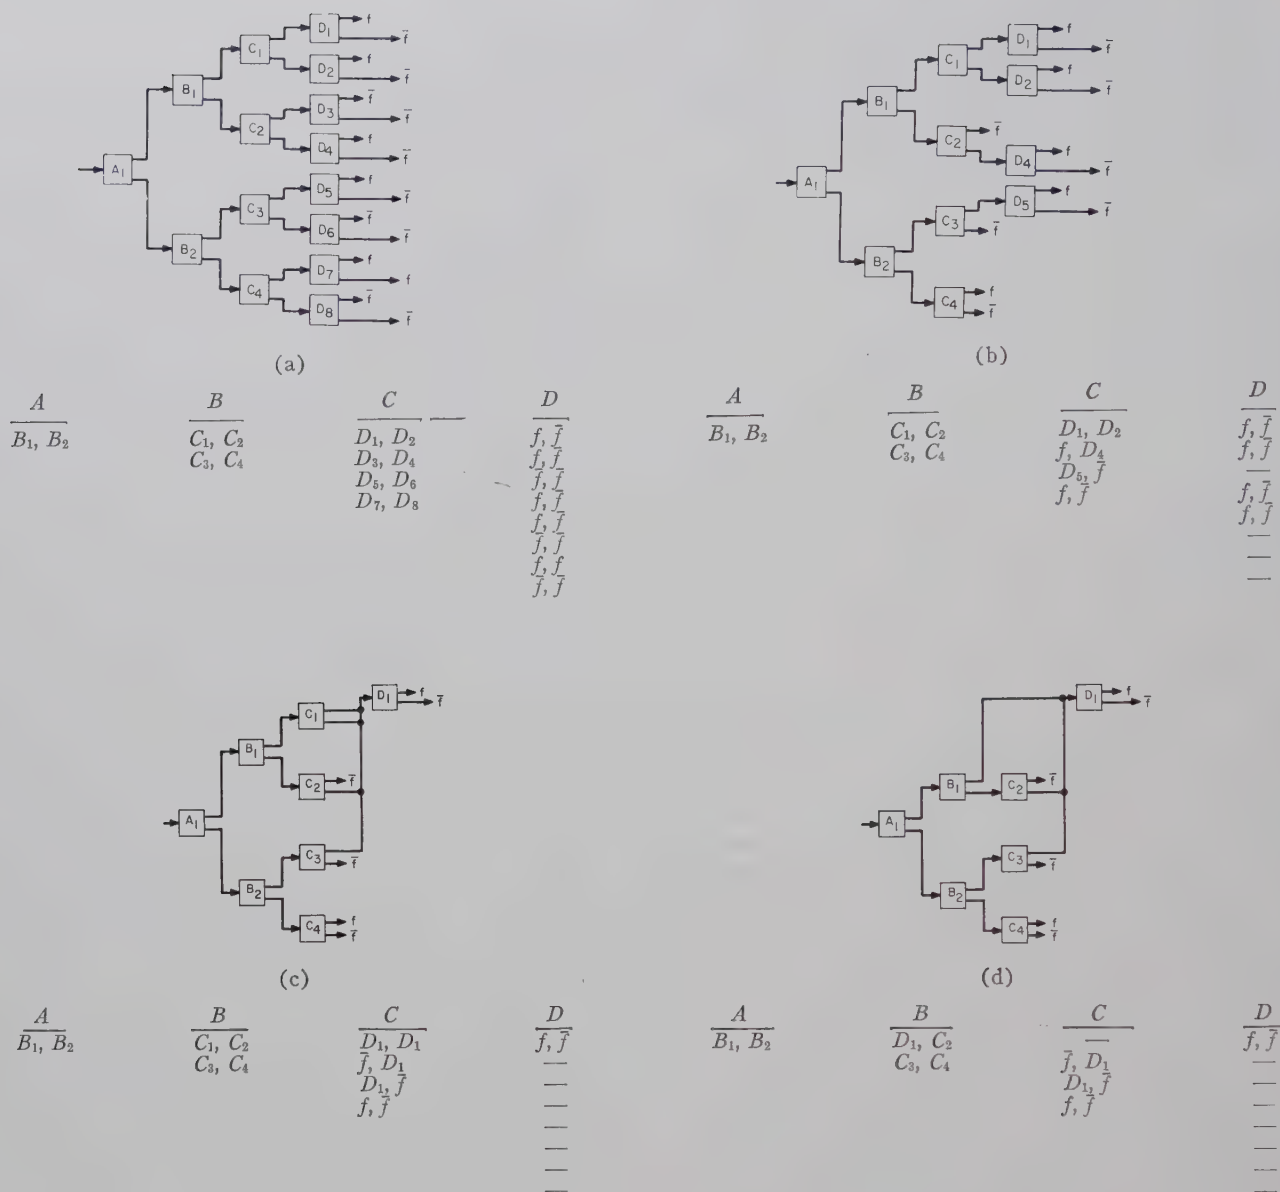 A₁
B₁
B₂
C₁
C₂
C₃
C₄
D₁ f f̄
D₂ f f̄
D₃ f̄ f̄
D₄ f f̄
D₅ f f̄
D₆ f̄ f̄
D₇ f f
D₈ f̄ f̄
(a)
A B C D
B₁, B₂ C₁, C₂ D₁, D₂ f, f̄
C₃, C₄ D₃, D₄ f, f̄
D₅, D₆ f̄, f̄
D₇, D₈ f, f̄
f, f̄
f̄, f̄
f, f
f̄, f̄
A₁
B₁
B₂
C₁
C₂ f̄
C₃ f̄
C₄ f f̄
D₁ f f̄
D₂ f f̄
D₄ f f̄
D₅ f f̄
(b)
A B C D
B₁, B₂ C₁, C₂ D₁, D₂ f, f̄
C₃, C₄ f, D₄ f, f̄
D₅, f̄ —
f, f̄ f, f̄
f, f̄
—
—
—
A₁
B₁
B₂
C₁
C₂ f̄
C₃ f̄
C₄ f f̄
D₁ f f̄
(c)
A B C D
B₁, B₂ C₁, C₂ D₁, D₁ f, f̄
C₃, C₄ f̄, D₁ —
D₁, f̄ —
f, f̄ —
—
—
—
—
A₁
B₁
B₂
C₂ f̄
C₃ f̄
C₄ f f̄
D₁ f f̄
(d)
A B C D
B₁, B₂ D₁, C₂ — f, f̄
C₃, C₄ f̄, D₁ —
D₁, f̄ —
f, f̄ —
—
—
—
—